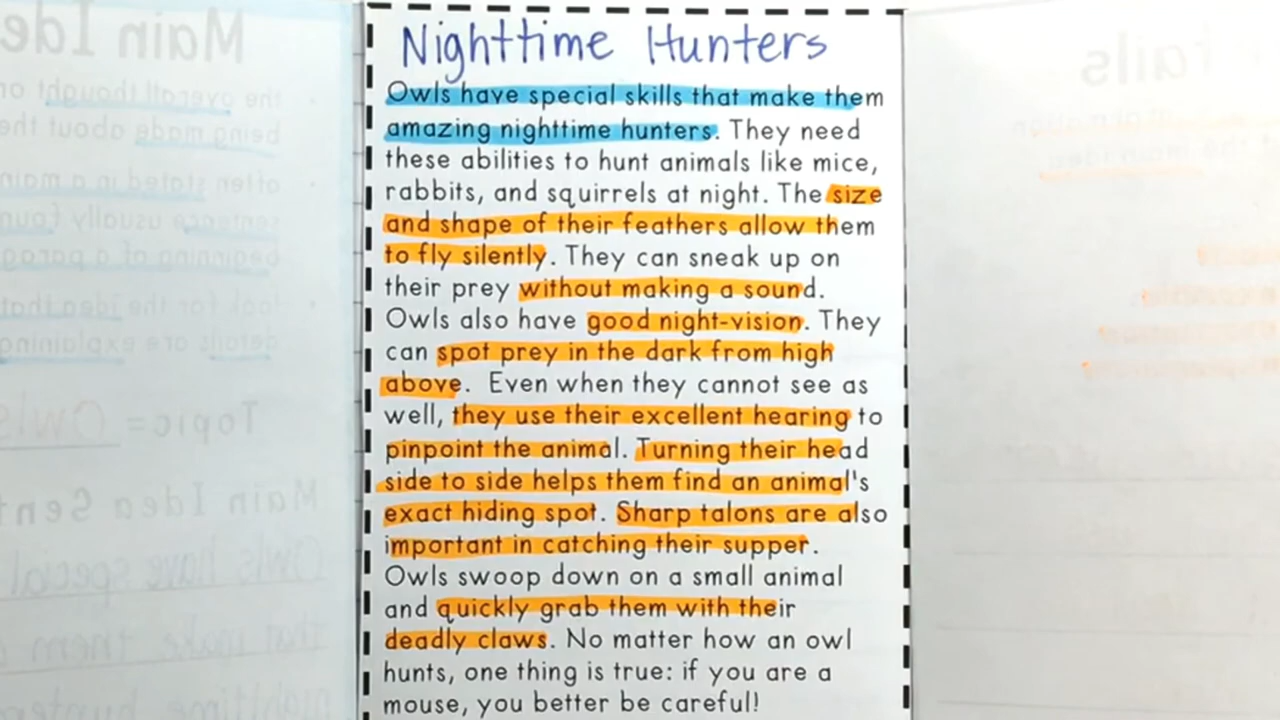 Nighttime Hunters
Owls have special skills that make them
amazing nighttime hunters. They need
these abilities to hunt animals like mice,
rabbits, and squirrels at night. The size
and shape of their feathers allow them
to fly silently. They can sneak up on
their prey without making a sound.
Owls also have good night-vision. They
can spot prey in the dark from high
above. Even when they cannot see as
well, they use their excellent hearing to
pinpoint the animal. Turning their head
side to side helps them find an animal's
exact hiding spot. Sharp talons are also
important in catching their supper.
Owls swoop down on a small animal
and quickly grab them with their
deadly claws. No matter how an owl
hunts, one thing is true: if you are a
mouse, you better be careful!
Main Ide
the overall thought or
being made about the
often stated in a main
sentence usually foun
beginning of a parag
look for the idea that
details are explaining
Topic= Owls
Main Idea Sent
Owls have special
that make them
nighttime hunters
tails
the main idea